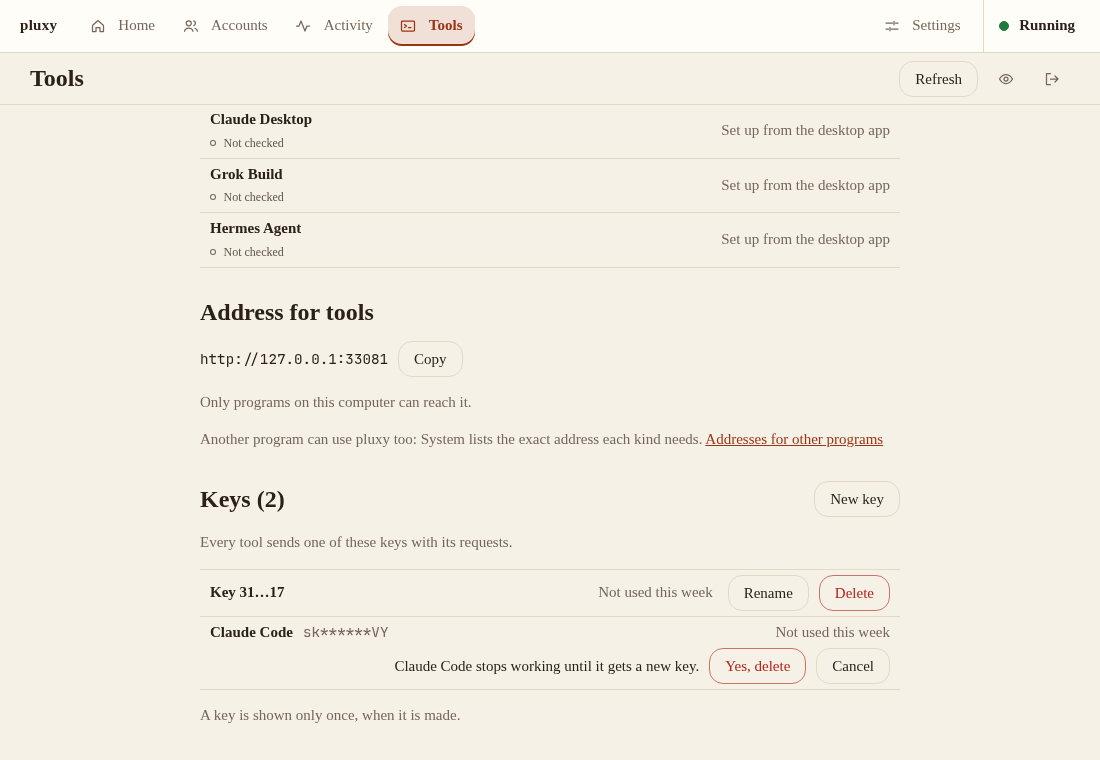 pluxy Home Accounts Activity Tools Settings Running
Tools Refresh
Claude Desktop
Not checked
Set up from the desktop app
Grok Build
Not checked
Set up from the desktop app
Hermes Agent
Not checked
Set up from the desktop app
Address for tools
http://127.0.0.1:33081 Copy
Only programs on this computer can reach it.
Another program can use pluxy too: System lists the exact address each kind needs. Addresses for other programs
Keys (2) New key
Every tool sends one of these keys with its requests.
Key 31…17 Not used this week Rename Delete
Claude Code sk******VY Not used this week
Claude Code stops working until it gets a new key. Yes, delete Cancel
A key is shown only once, when it is made.